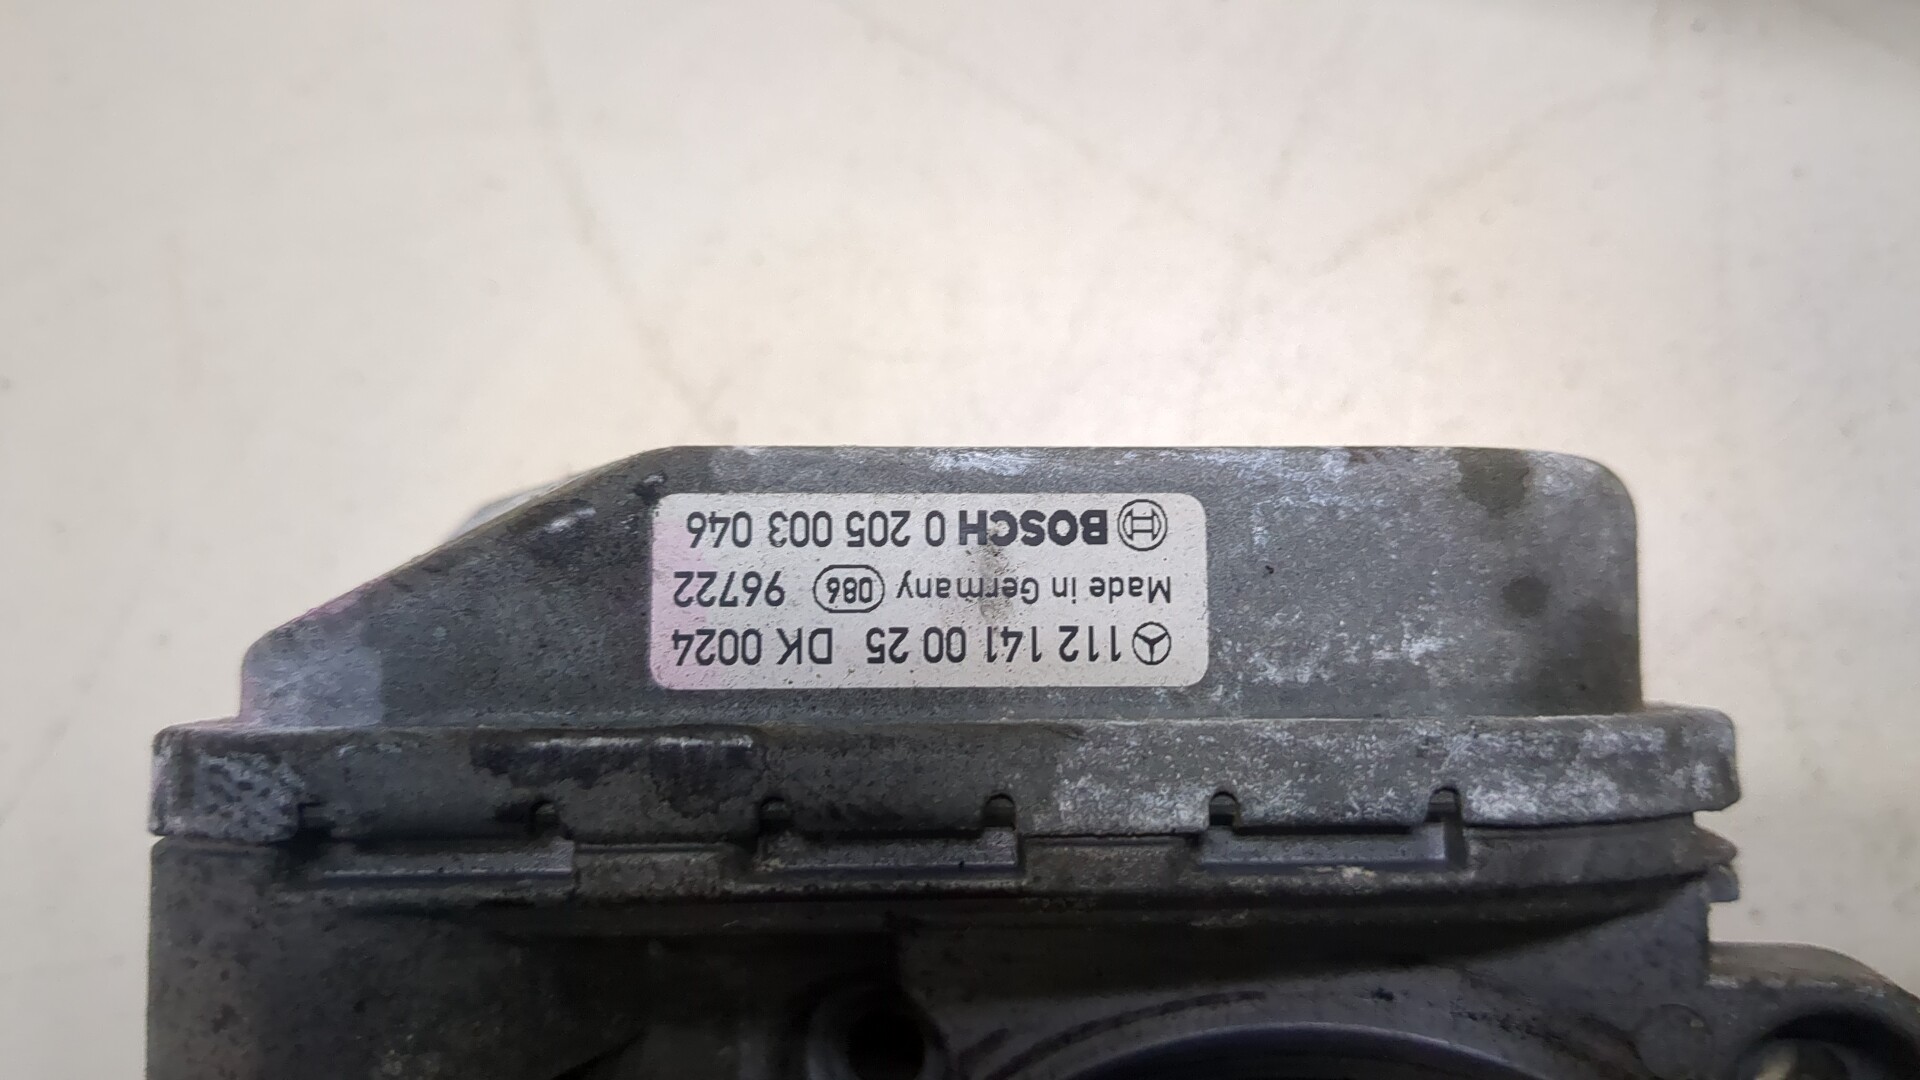 112 141 00 25 DK 0024
Made in Germany 086 96722
BOSCH 0 205 003 046